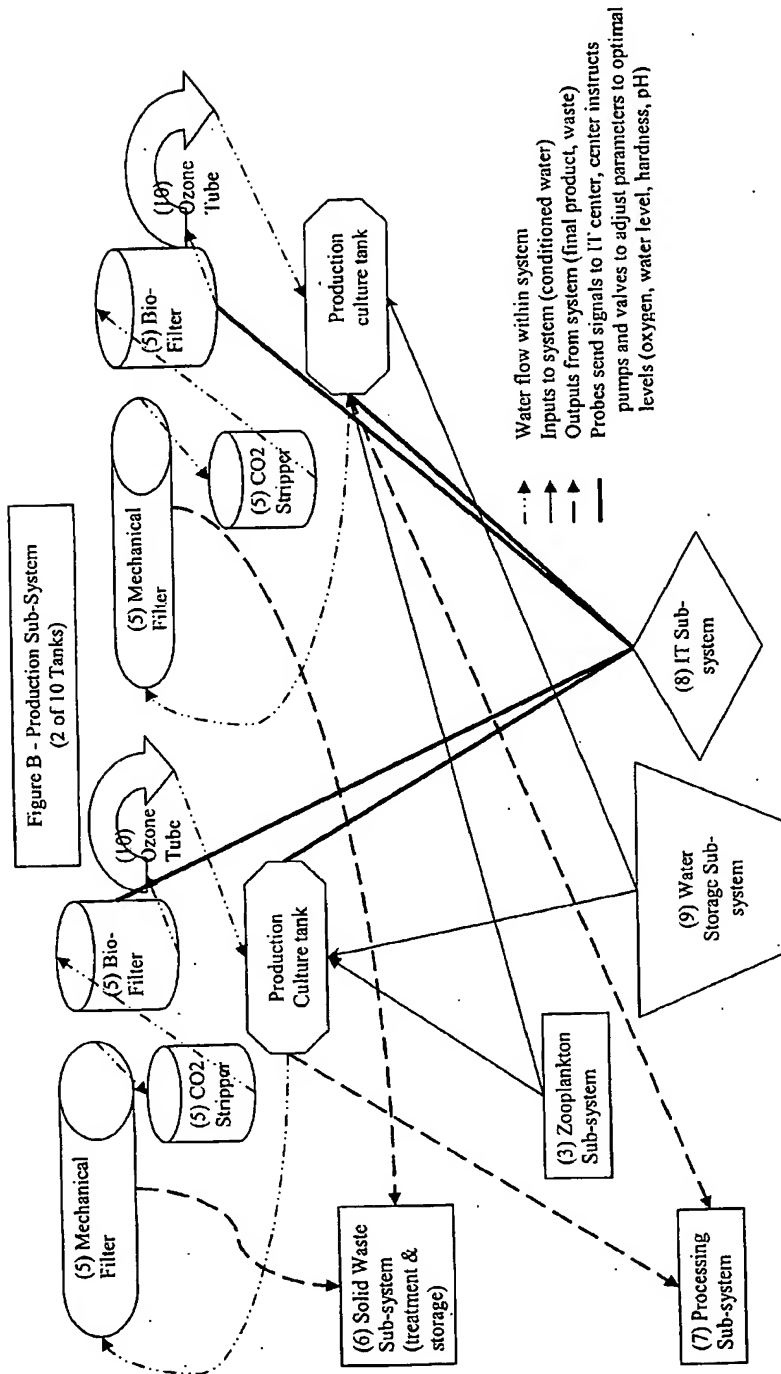 Figure B - Production Sub-System
(2 of 10 Tanks)
(5) Mechanical
Filter
(5) CO2
Stripper
(5) Bio-
Filter
(10)
Ozone
Tube
Production
Culture tank
(5) Mechanical
Filter
(5) CO2
Stripper
(5) Bio-
Filter
(10)
Ozone
Tube
Production
culture tank
(6) Solid Waste
Sub-system
(treatment &
storage)
(3) Zooplankton
Sub-system
(7) Processing
Sub-system
(9) Water
Storage Sub-
system
(8) IT Sub-
system
Water flow within system
Inputs to system (conditioned water)
Outputs from system (final product, waste)
Probes send signals to IT center, center instructs
pumps and valves to adjust parameters to optimal
levels (oxygen, water level, hardness, pH)